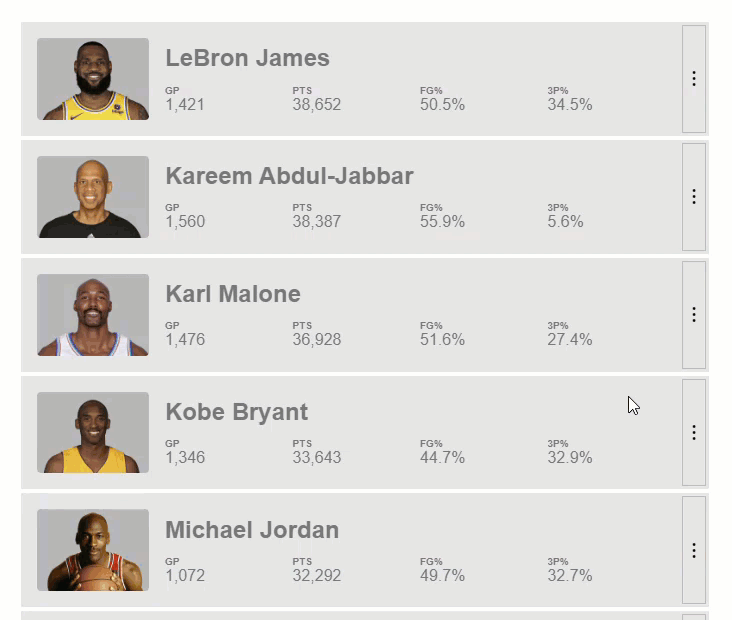 LeBron James
GP PTS FG% 3P%
1,421 38,652 50.5% 34.5%
Kareem Abdul-Jabbar
GP PTS FG% 3P%
1,560 38,387 55.9% 5.6%
Karl Malone
GP PTS FG% 3P%
1,476 36,928 51.6% 27.4%
Kobe Bryant
GP PTS FG% 3P%
1,346 33,643 44.7% 32.9%
Michael Jordan
GP PTS FG% 3P%
1,072 32,292 49.7% 32.7%